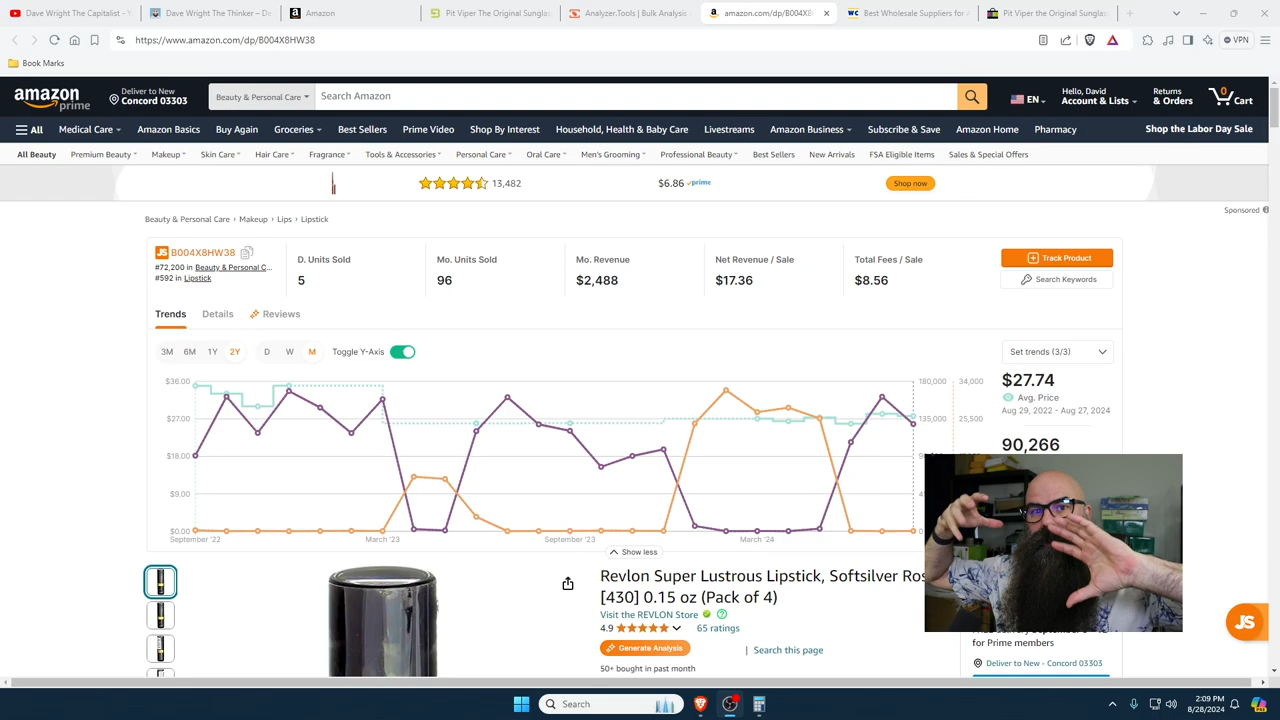 Dave Wright The Capitalist - Y
Dave Wright The Thinker – Do
Amazon
Pit Viper The Original Sunglas
Analyzer.Tools | Bulk Analysis
amazon.com/dp/B004X8H
Best Wholesale Suppliers for A
Pit Viper the Original Sunglas
https://www.amazon.com/dp/B004X8HW38
VPN
Book Marks
amazon prime
Deliver to New
Concord 03303
Beauty & Personal Care
Search Amazon
EN
Hello, David
Account & Lists
Returns
& Orders
0
Cart
All
Medical Care
Amazon Basics
Buy Again
Groceries
Best Sellers
Prime Video
Shop By Interest
Household, Health & Baby Care
Livestreams
Amazon Business
Subscribe & Save
Amazon Home
Pharmacy
Shop the Labor Day Sale
All Beauty
Premium Beauty
Makeup
Skin Care
Hair Care
Fragrance
Tools & Accessories
Personal Care
Oral Care
Men's Grooming
Professional Beauty
Best Sellers
New Arrivals
FSA Eligible Items
Sales & Special Offers
13,482
$6.86 prime
Shop now
Sponsored
Beauty & Personal Care › Makeup › Lips › Lipstick
JS B004X8HW38
#72,200 in Beauty & Personal C...
#592 in Lipstick
D. Units Sold
5
Mo. Units Sold
96
Mo. Revenue
$2,488
Net Revenue / Sale
$17.36
Total Fees / Sale
$8.56
Track Product
Search Keywords
Trends
Details
Reviews
3M 6M 1Y 2Y
D W M
Toggle Y-Axis
Set trends (3/3)
$36.00
$27.00
$18.00
$9.00
$0.00
180,000
135,000
34,000
25,500
September '22
March '23
September '23
March '24
$27.74
Avg. Price
Aug 29, 2022 - Aug 27, 2024
90,266
Show less
Revlon Super Lustrous Lipstick, Softsilver Ros
[430] 0.15 oz (Pack of 4)
Visit the REVLON Store
4.9
65 ratings
Generate Analysis
| Search this page
50+ bought in past month
for Prime members
Deliver to New - Concord 03303
JS
Search
2:09 PM
8/28/2024